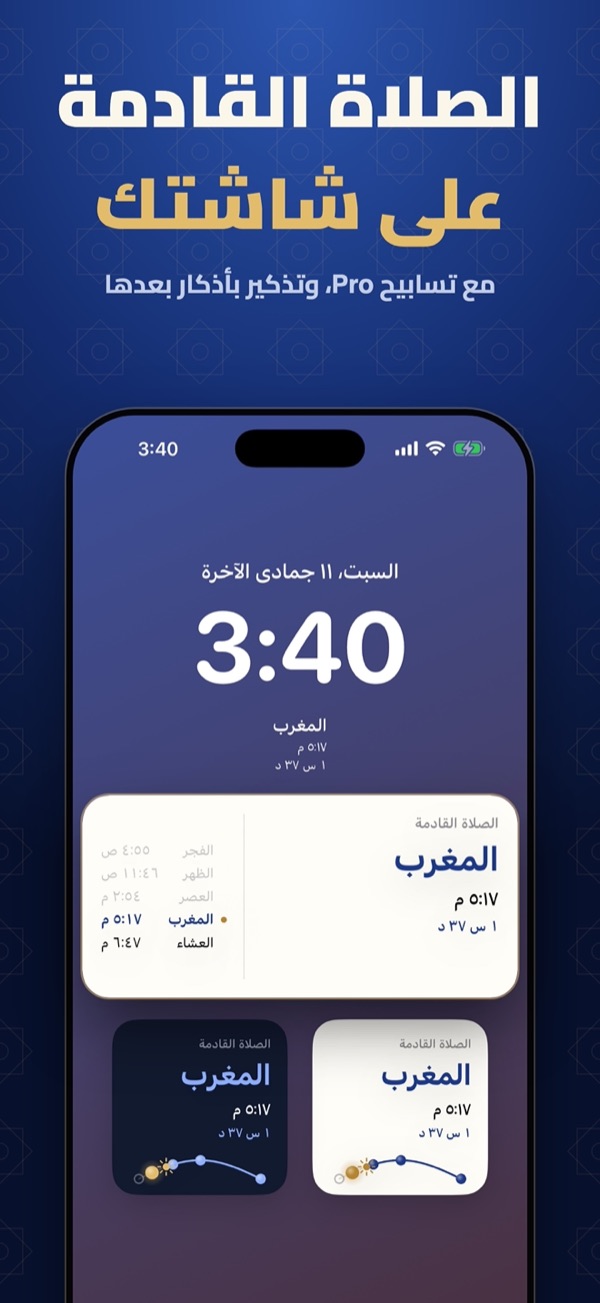 الصلاة القادمة
على شاشتك
مع تسابيح Pro، وتذكير بأذكار بعدها
3:40
السبت، ١١ جمادى الآخرة
3:40
المغرب
٥:١٧ م
١ س ٣٧ د
الصلاة القادمة
المغرب
٥:١٧ م
١ س ٣٧ د
الفجر ٤:٥٥ ص
الظهر ١١:٤٦ ص
العصر ٢:٥٤ م
المغرب ٥:١٧ م
العشاء ٦:٤٧ م
الصلاة القادمة
المغرب
٥:١٧ م
١ س ٣٧ د
الصلاة القادمة
المغرب
٥:١٧ م
١ س ٣٧ د